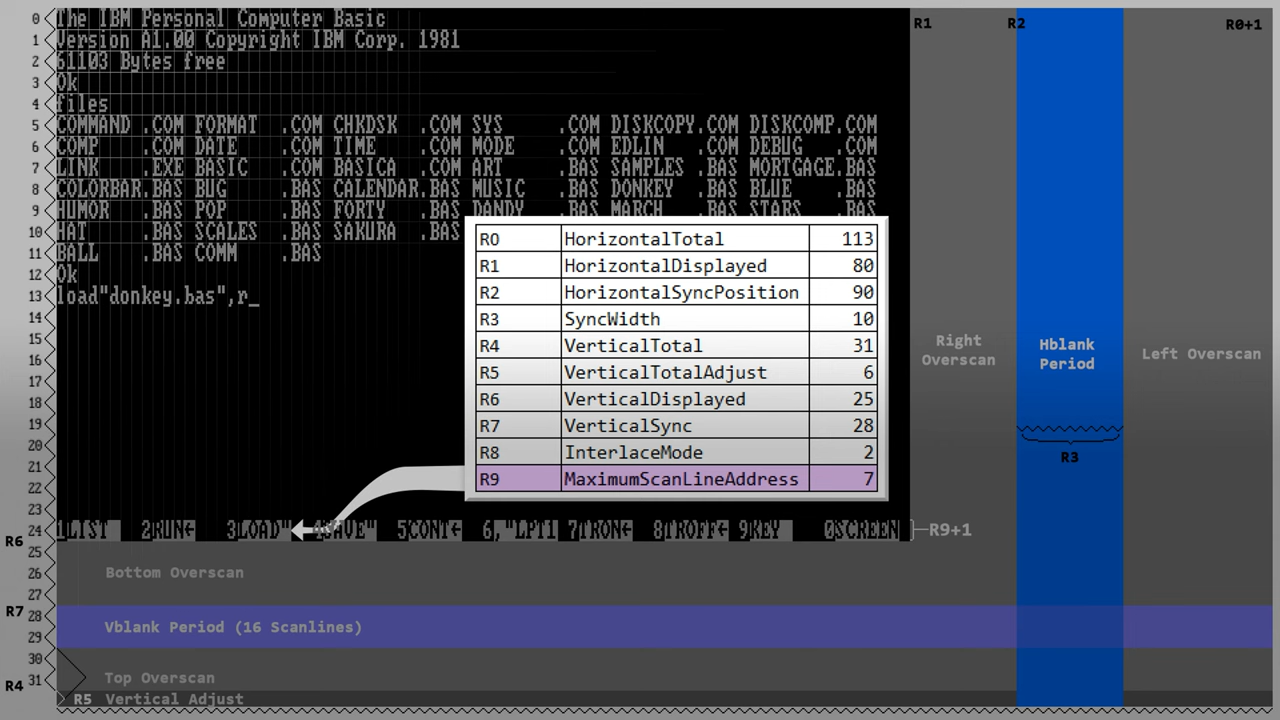 The IBM Personal Computer Basic
Version A1.00 Copyright IBM Corp. 1981
61103 Bytes free
Ok
files
COMMAND .COM FORMAT .COM CHKDSK .COM SYS .COM DISKCOPY.COM DISKCOMP.COM
COMP .COM DATE .COM TIME .COM MODE .COM EDLIN .COM DEBUG .COM
LINK .EXE BASIC .COM BASICA .COM ART .BAS SAMPLES .BAS MORTGAGE.BAS
COLORBAR.BAS BUG .BAS CALENDAR.BAS MUSIC .BAS DONKEY .BAS BLUE .BAS
HUMOR .BAS POP .BAS FORTY .BAS DANDY .BAS MARCH .BAS STARS .BAS
HAT .BAS SCALES .BAS SAKURA .BAS
BALL .BAS COMM .BAS
Ok
load"donkey.bas",r_
1LIST 2RUN← 3LOAD" 4SAVE" 5CONT← 6,"LPT1 7TRON← 8TROFF← 9KEY 0SCREEN
0
1
2
3
4
5
6
7
8
9
10
11
12
13
14
15
16
17
18
19
20
21
22
23
24
25
26
27
28
29
30
31
R6
R7
R4
R1
R2
R0+1
R0 HorizontalTotal 113
R1 HorizontalDisplayed 80
R2 HorizontalSyncPosition 90
R3 SyncWidth 10
R4 VerticalTotal 31
R5 VerticalTotalAdjust 6
R6 VerticalDisplayed 25
R7 VerticalSync 28
R8 InterlaceMode 2
R9 MaximumScanLineAddress 7
Right
Overscan
Hblank
Period
Left Overscan
R3
R9+1
Bottom Overscan
Vblank Period (16 Scanlines)
Top Overscan
R5 Vertical Adjust